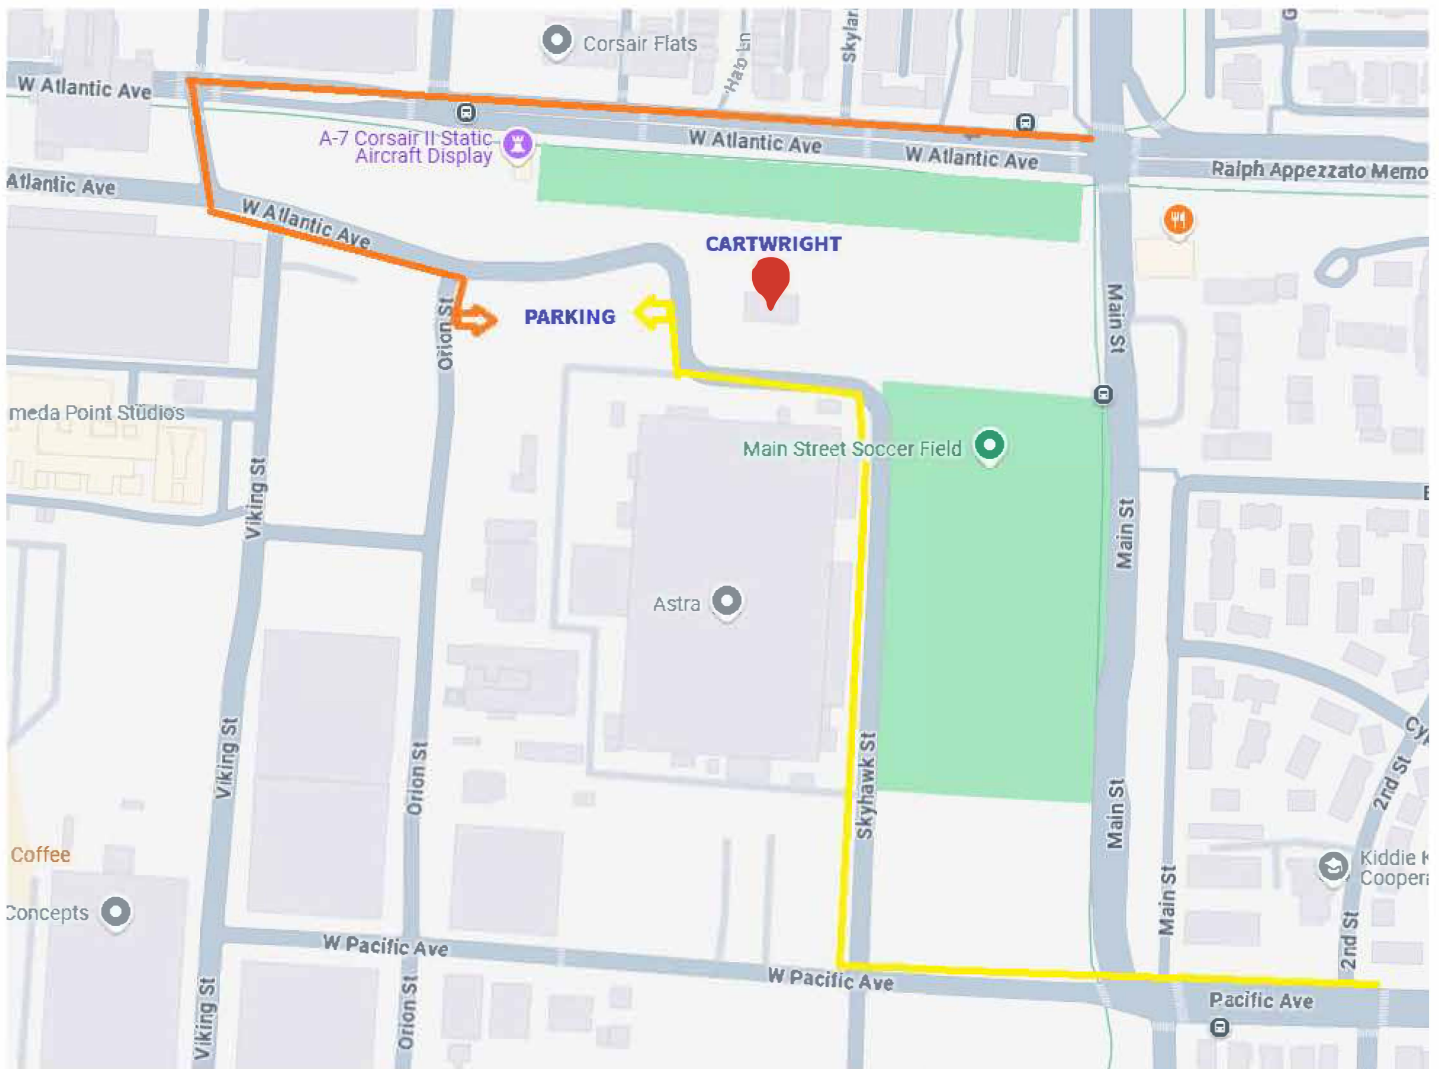 Corsair Flats
Halo Ln
W Atlantic Ave
A-7 Corsair II Static
Aircraft Display
W Atlantic Ave
W Atlantic Ave
Ralph Appezzato Memo
Atlantic Ave
W Atlantic Ave
CARTWRIGHT
PARKING
Orion St
Main St
meda Point Studios
Main Street Soccer Field
Viking St
Main St
Astra
Viking St
Orion St
Skyhawk St
Main St
2nd St
Coffee
Kiddie
Concepts
Main St
2nd St
W Pacific Ave
W Pacific Ave
Pacific Ave
Viking St
Orion St